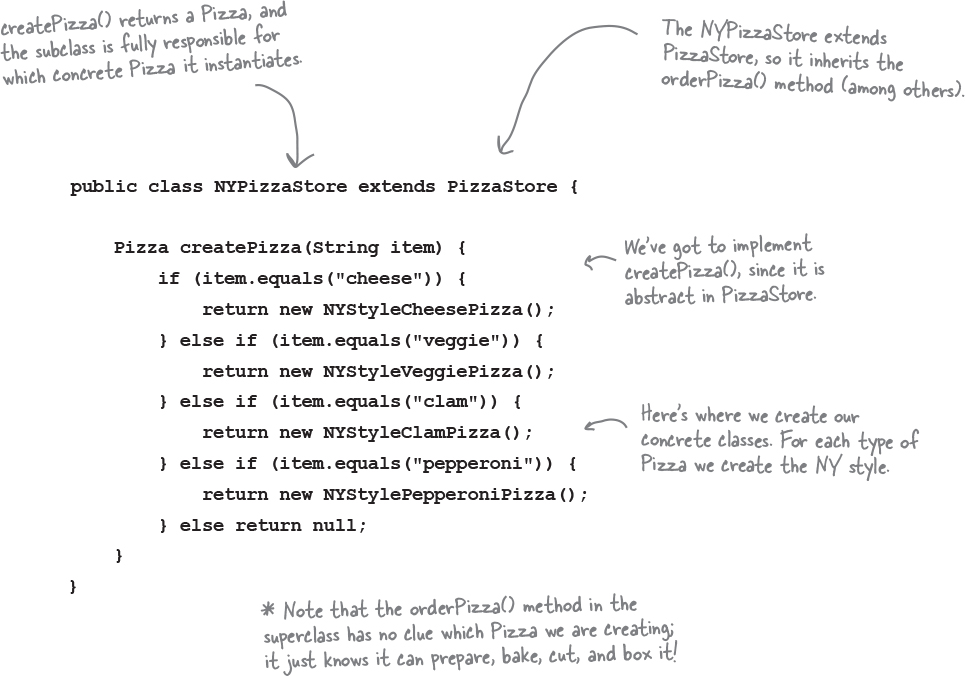 createPizza() returns a Pizza, and
the subclass is fully responsible for
which concrete Pizza it instantiates.
The NYPizzaStore extends
PizzaStore, so it inherits the
orderPizza() method (among others).
public class NYPizzaStore extends PizzaStore {
Pizza createPizza(String item) {
if (item.equals("cheese")) {
return new NYStyleCheesePizza();
} else if (item.equals("veggie")) {
return new NYStyleVeggiePizza();
} else if (item.equals("clam")) {
return new NYStyleClamPizza();
} else if (item.equals("pepperoni")) {
return new NYStylePepperoniPizza();
} else return null;
}
}
We've got to implement
createPizza(), since it is
abstract in PizzaStore.
Here's where we create our
concrete classes. For each type of
Pizza we create the NY style.
* Note that the orderPizza() method in the
superclass has no clue which Pizza we are creating;
it just knows it can prepare, bake, cut, and box it!